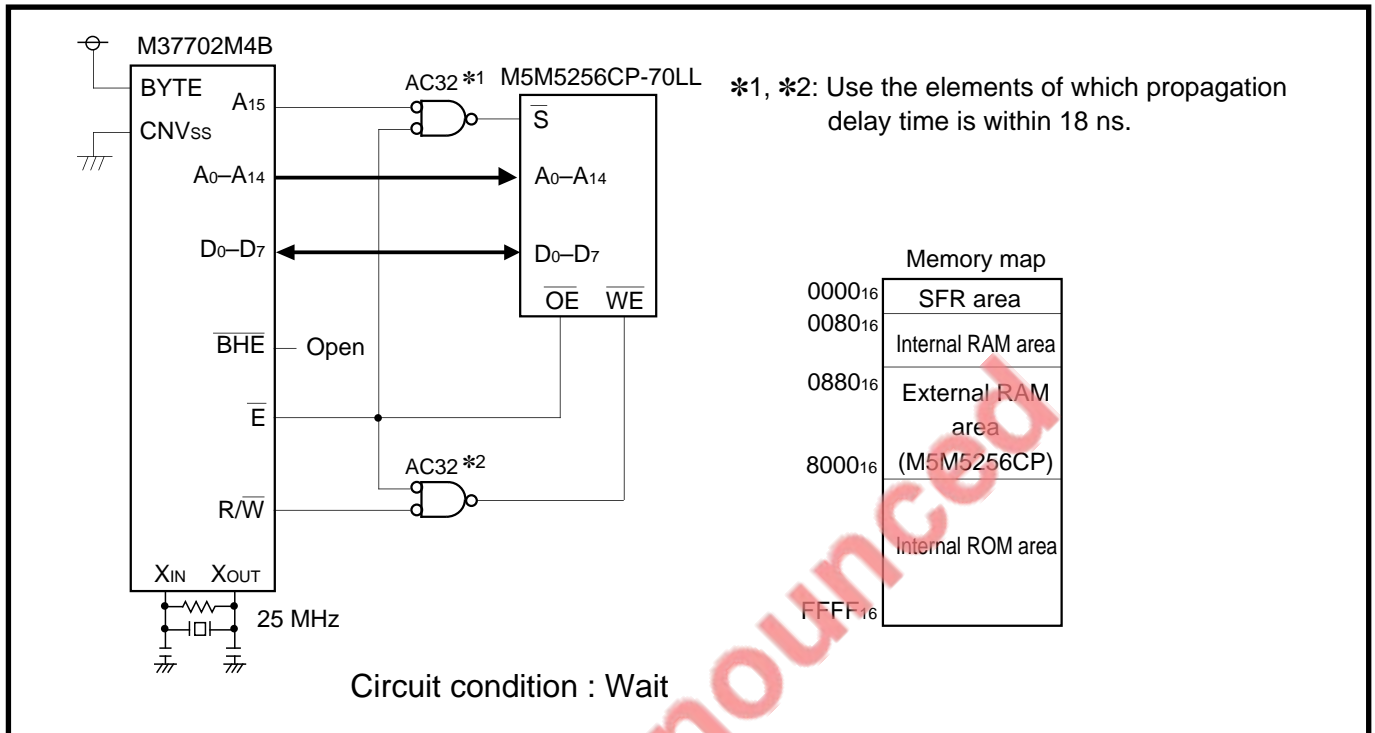 M37702M4B
BYTE
CNVss
A15
A0–A14
D0–D7
BHE
Open
E
R/W
XIN XOUT
25 MHz
AC32 *1
M5M5256CP-70LL
S
A0–A14
D0–D7
OE WE
AC32 *2
*1, *2: Use the elements of which propagation
delay time is within 18 ns.
Memory map
000016
SFR area
008016
Internal RAM area
088016
External RAM
area
(M5M5256CP)
800016
Internal ROM area
FFFF16
Circuit condition : Wait
nounced